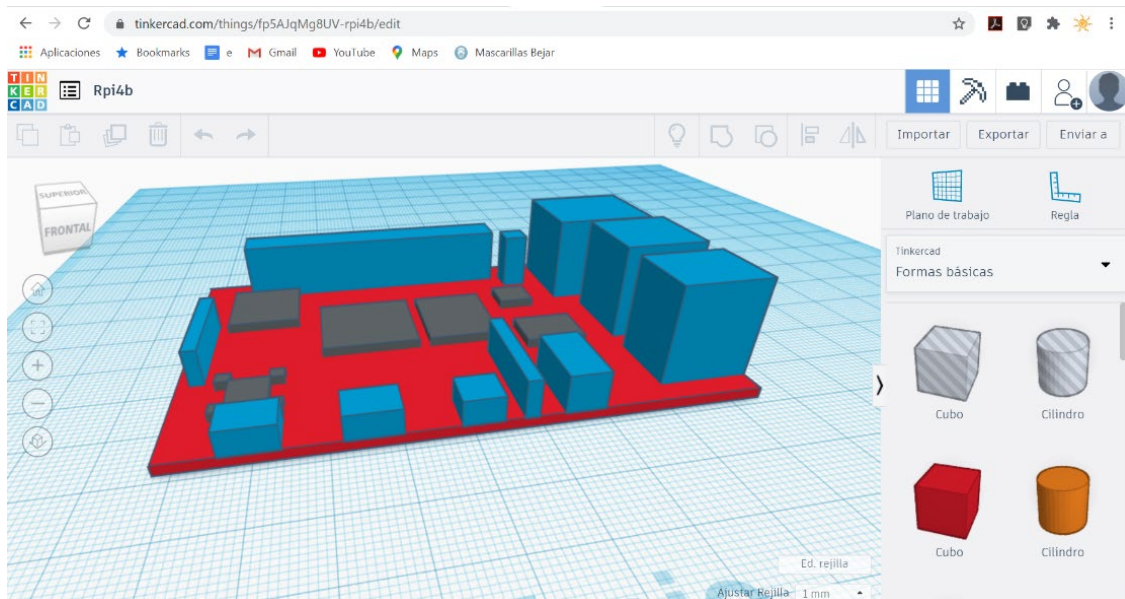 tinkercad.com/things/fp5AJqMg8UV-rpi4b/edit
Aplicaciones Bookmarks e Gmail YouTube Maps Mascarillas Bejar
TIN
KER
CAD
Rpi4b
Importar Exportar Enviar a
SUPERIOR
FRONTAL
Plano de trabajo Regla
Tinkercad
Formas básicas
Cubo Cilindro
Cubo Cilindro
Ed. rejilla
Ajustar Rejilla 1 mm